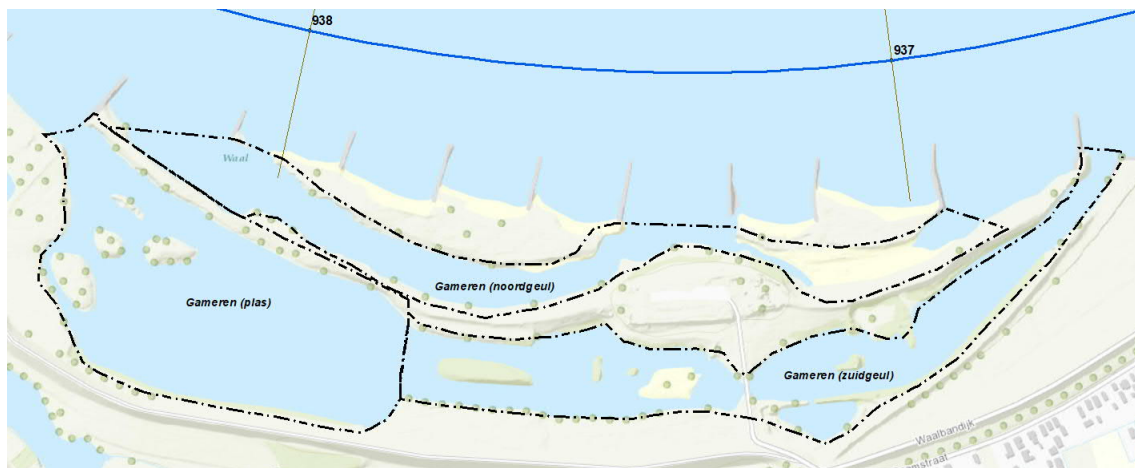 938
937
Waal
Gameren (noordgeul)
Gameren (plas)
Gameren (zuidgeul)
Waalbandijk